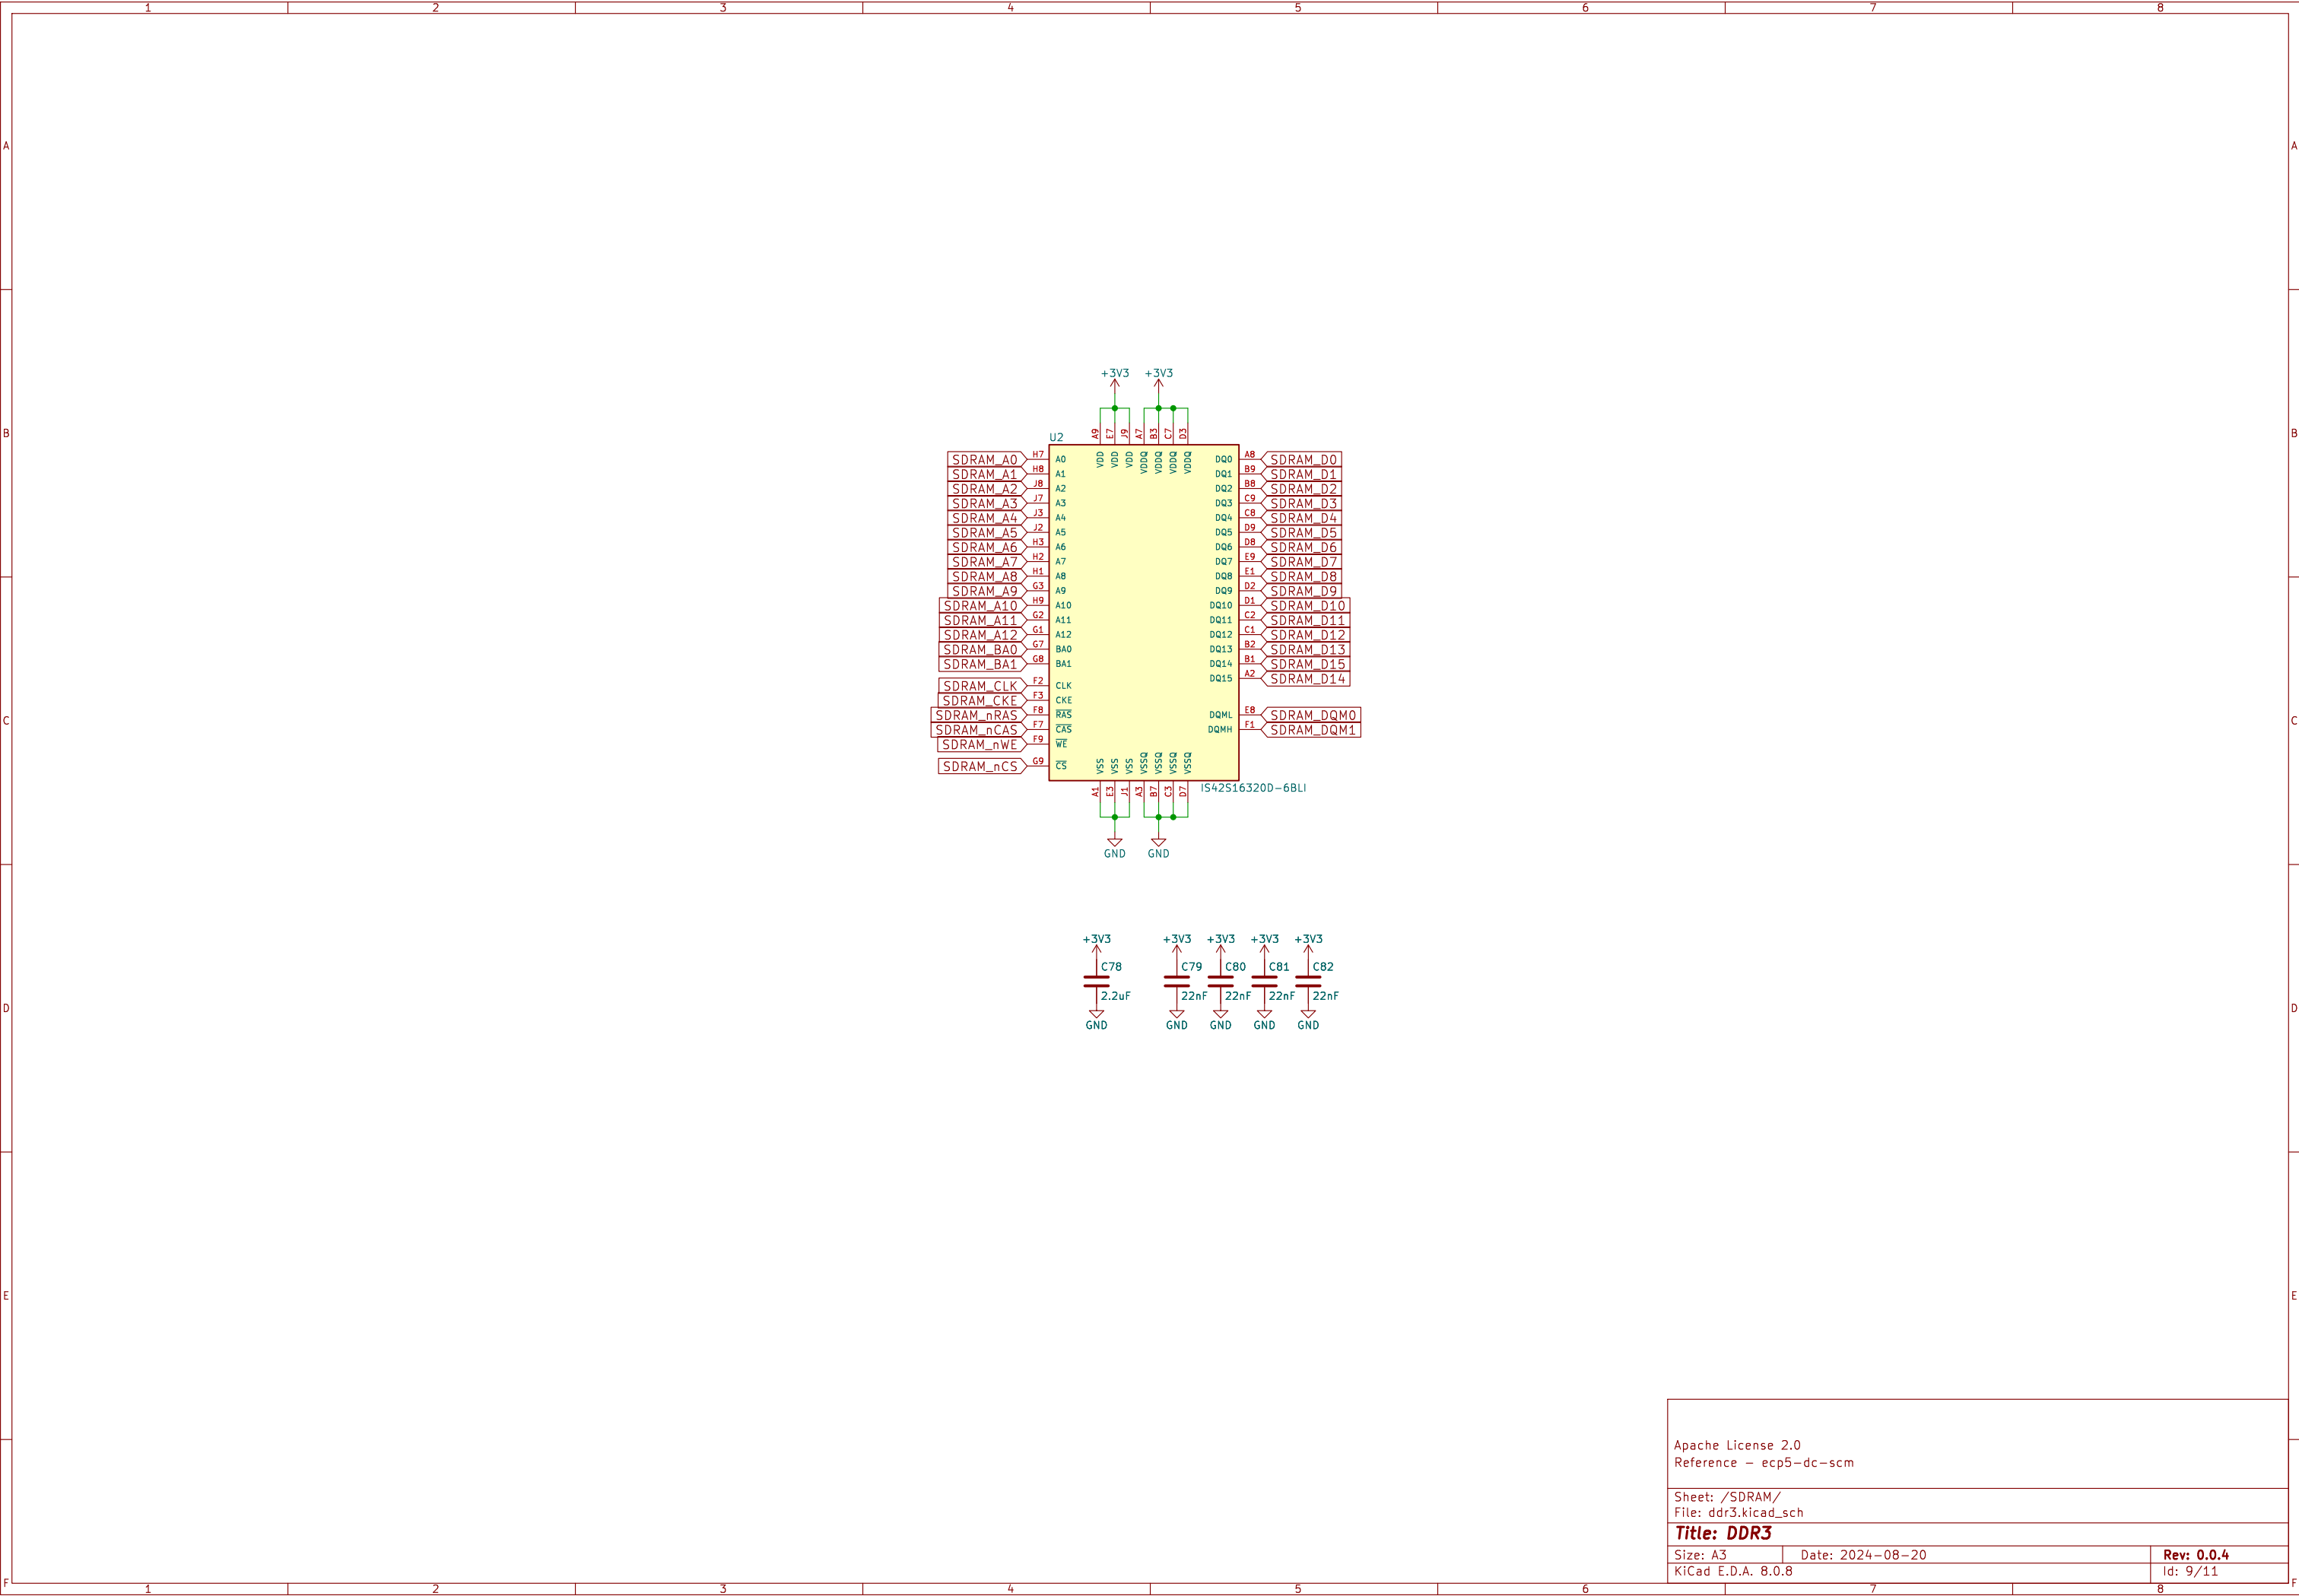 1 2 3 4 5 6 7 8
A A
+3V3 +3V3
B B
A9 E7 J9 A7 B3 C7 D3
U2
VDD VDD VDD VDDQ VDDQ VDDQ VDDQ
SDRAM_A0 H7 A0 DQ0 A8 SDRAM_D0
SDRAM_A1 H8 A1 DQ1 B9 SDRAM_D1
SDRAM_A2 J8 A2 DQ2 B8 SDRAM_D2
SDRAM_A3 J7 A3 DQ3 C9 SDRAM_D3
SDRAM_A4 J3 A4 DQ4 C8 SDRAM_D4
SDRAM_A5 J2 A5 DQ5 D9 SDRAM_D5
SDRAM_A6 H3 A6 DQ6 D8 SDRAM_D6
SDRAM_A7 H2 A7 DQ7 E9 SDRAM_D7
SDRAM_A8 H1 A8 DQ8 E1 SDRAM_D8
SDRAM_A9 G3 A9 DQ9 D2 SDRAM_D9
SDRAM_A10 H9 A10 DQ10 D1 SDRAM_D10
SDRAM_A11 G2 A11 DQ11 C2 SDRAM_D11
SDRAM_A12 G1 A12 DQ12 C1 SDRAM_D12
SDRAM_BA0 G7 BA0 DQ13 B2 SDRAM_D13
SDRAM_BA1 G8 BA1 DQ14 B1 SDRAM_D15
DQ15 A2 SDRAM_D14
SDRAM_CLK F2 CLK
SDRAM_CKE F3 CKE
SDRAM_nRAS F8 RAS DQML E8 SDRAM_DQM0
C C
SDRAM_nCAS F7 CAS DQMH F1 SDRAM_DQM1
SDRAM_nWE F9 WE
SDRAM_nCS G9 CS
VSS VSS VSS VSSQ VSSQ VSSQ VSSQ
A1 E3 J1 A3 B7 C3 D7
IS42S16320D-6BLI
GND GND
+3V3 +3V3 +3V3 +3V3 +3V3
C78 C79 C80 C81 C82
2.2uF 22nF 22nF 22nF 22nF
D D
GND GND GND GND GND
E E
Apache License 2.0
Reference - ecp5-dc-scm
Sheet: /SDRAM/
File: ddr3.kicad_sch
Title: DDR3
Size: A3 Date: 2024-08-20 Rev: 0.0.4
KiCad E.D.A. 8.0.8 Id: 9/11
F F
1 2 3 4 5 6 7 8